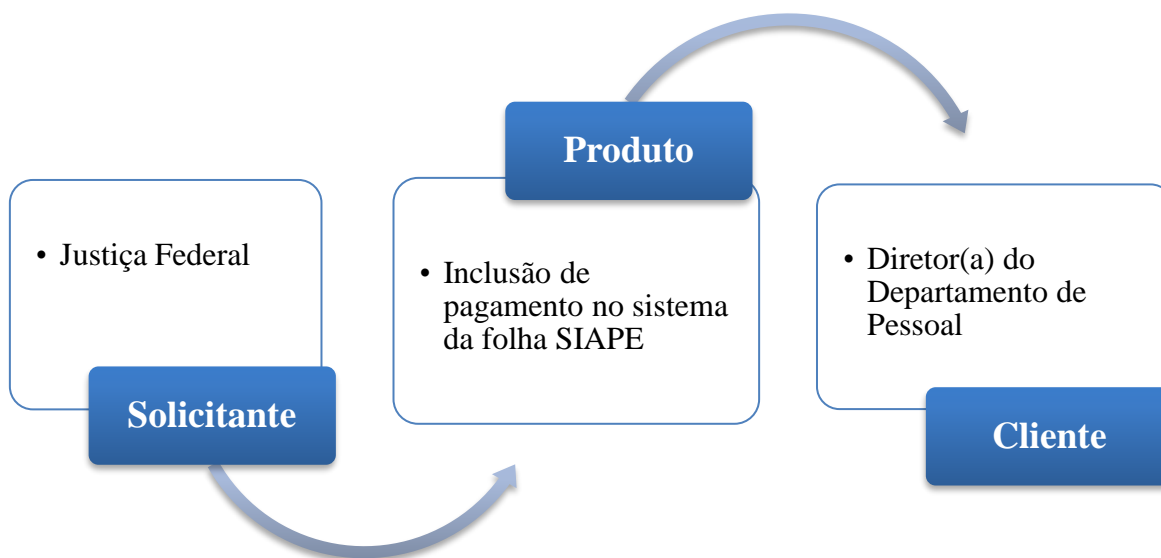 • Justiça Federal
Solicitante
Produto
• Inclusão de
pagamento no sistema
da folha SIAPE
• Diretor(a) do
Departamento de
Pessoal
Cliente